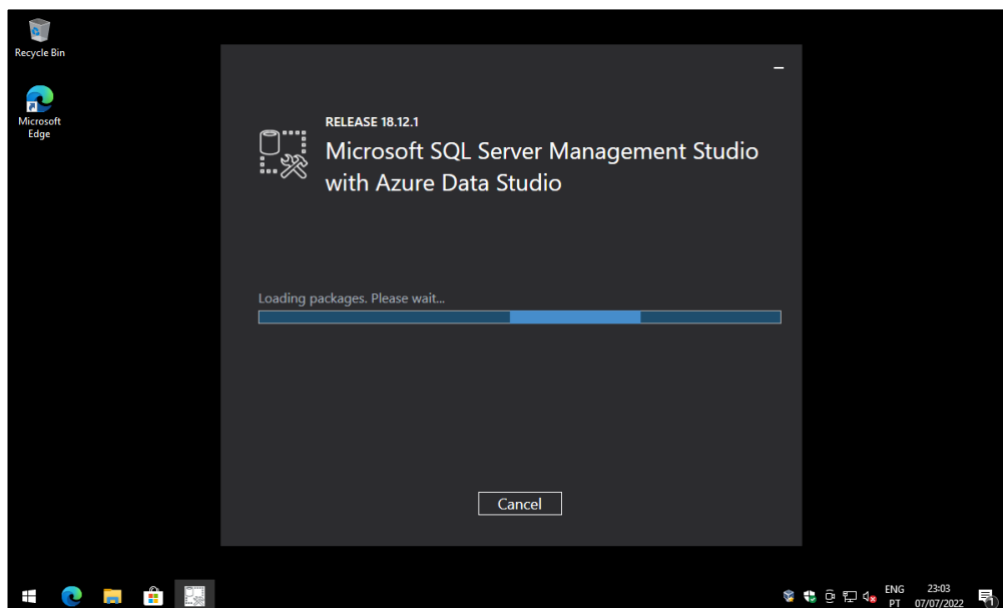 Recycle Bin
Microsoft
Edge
RELEASE 18.12.1
Microsoft SQL Server Management Studio
with Azure Data Studio
Loading packages. Please wait...
Cancel
ENG
PT
23:03
07/07/2022
1